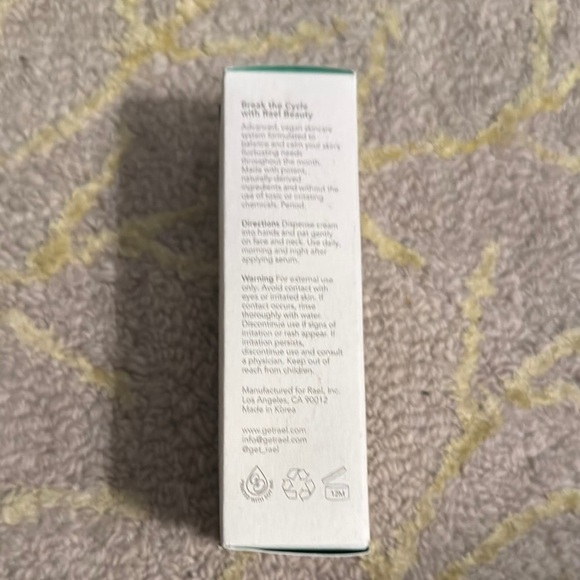 Break the Cycle
with Rael Beauty
Advanced, vegan skincare
system formulated to
balance and calm your skin's
fluctuating needs
throughout the month.
Made with potent,
naturally-derived
ingredients and without the
use of toxic or irritating
chemicals. Period.
Directions Dispense cream
into hands and pat gently
on face and neck. Use daily,
morning and night after
applying serum.
Warning For external use
only. Avoid contact with
eyes or irritated skin. If
contact occurs, rinse
thoroughly with water.
Discontinue use if signs of
irritation or rash appear. If
irritation persists,
discontinue use and consult
a physician. Keep out of
reach from children.
Manufactured for Rael, Inc.
Los Angeles, CA 90012
Made in Korea
www.getrael.com
info@getrael.com
@get_rael
PRINTED WITH SOY INK
12M